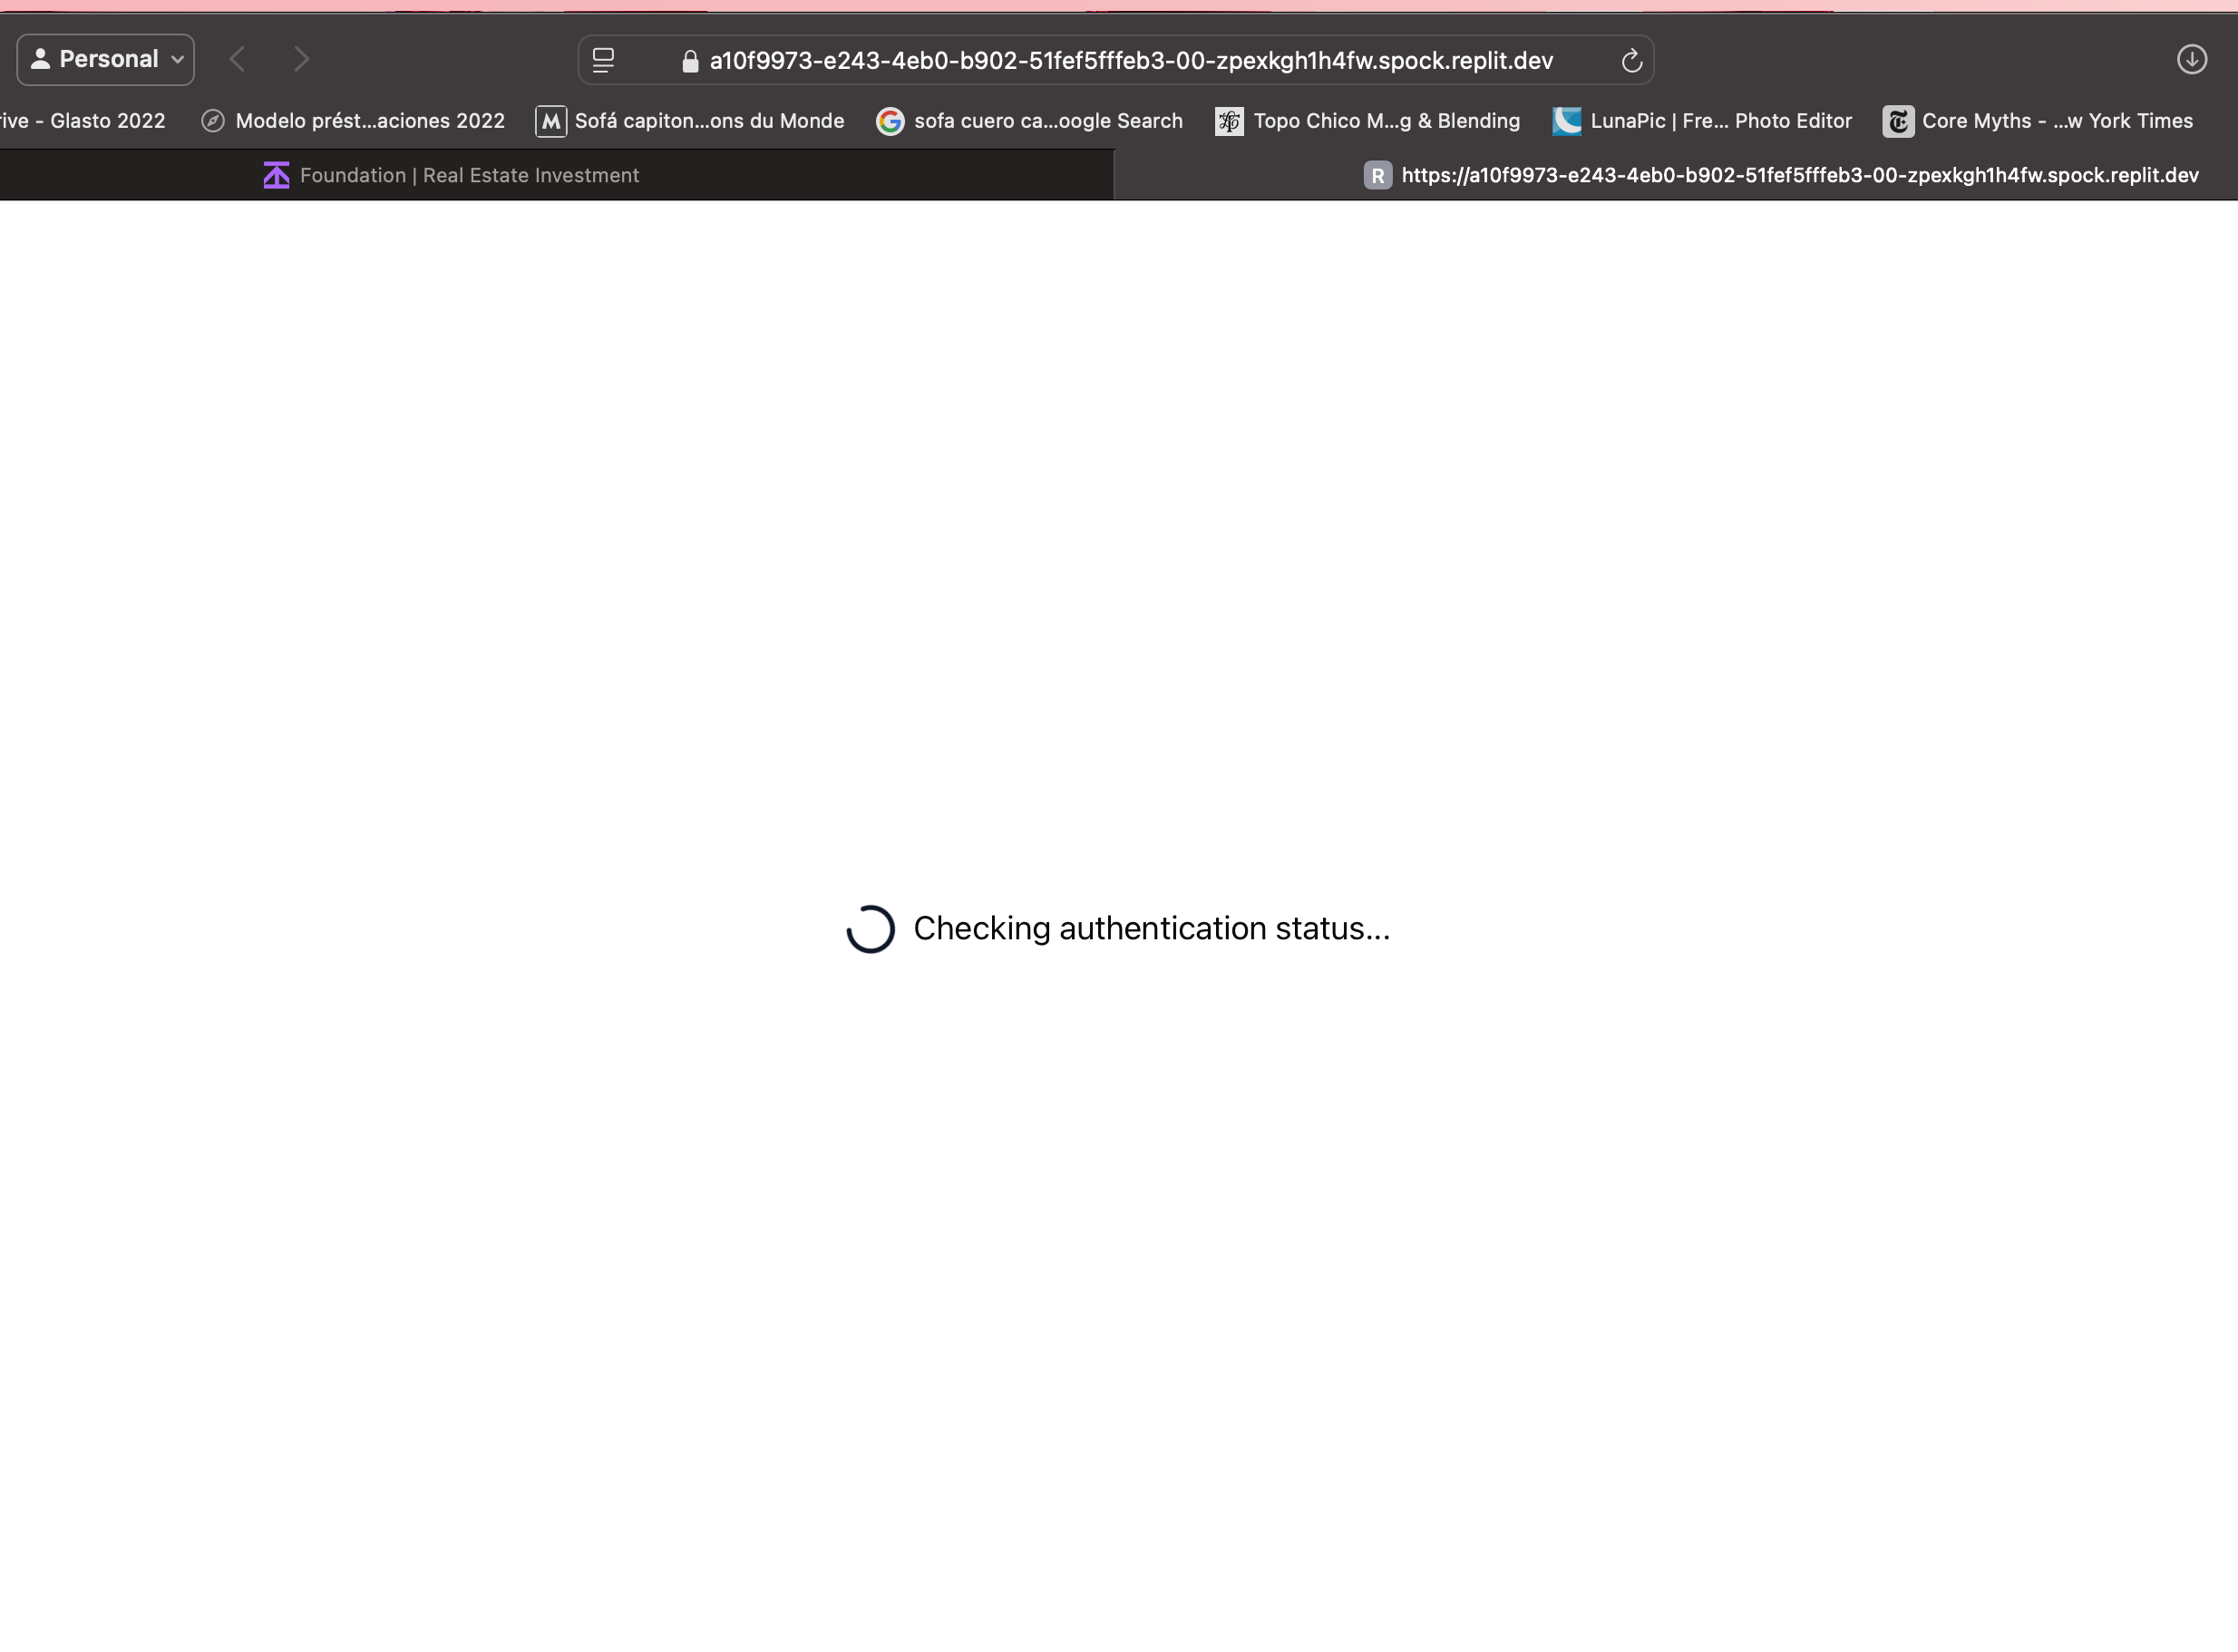 Personal
a10f9973-e243-4eb0-b902-51fef5fffeb3-00-zpexkgh1h4fw.spock.replit.dev
ive - Glasto 2022 Modelo prést...aciones 2022 M Sofá capiton...ons du Monde sofa cuero ca...oogle Search Topo Chico M...g & Blending LunaPic | Fre... Photo Editor Core Myths - ...w York Times
Foundation | Real Estate Investment R https://a10f9973-e243-4eb0-b902-51fef5fffeb3-00-zpexkgh1h4fw.spock.replit.dev
Checking authentication status...